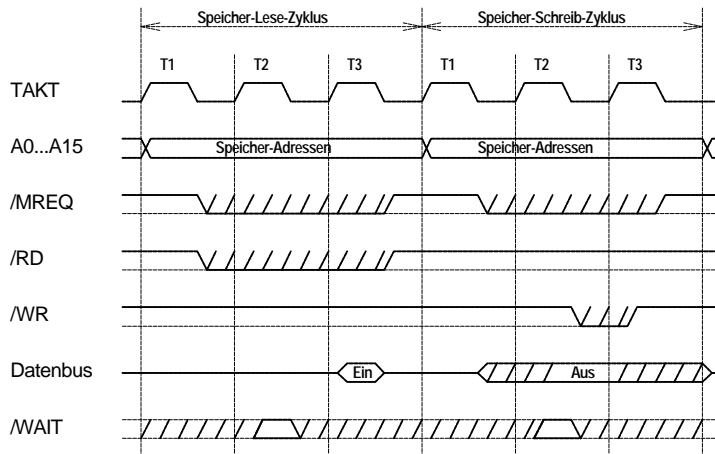 Speicher-Lese-Zyklus Speicher-Schreib-Zyklus
T1 T2 T3 T1 T2 T3
TAKT
A0...A15 Speicher-Adressen Speicher-Adressen
/MREQ
/RD
/WR
Datenbus Ein Aus
/WAIT